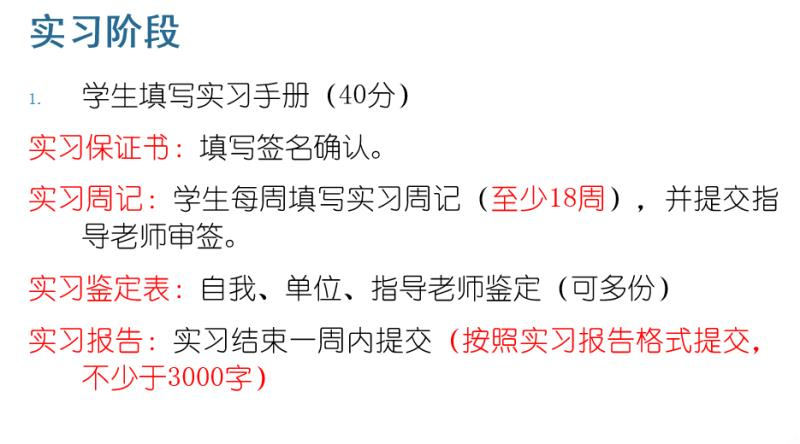 实习阶段
1. 学生填写实习手册（40分）
实习保证书：填写签名确认。
实习周记：学生每周填写实习周记（至少18周），并提交指
导老师审签。
实习鉴定表：自我、单位、指导老师鉴定（可多份）
实习报告：实习结束一周内提交（按照实习报告格式提交，
不少于3000字）